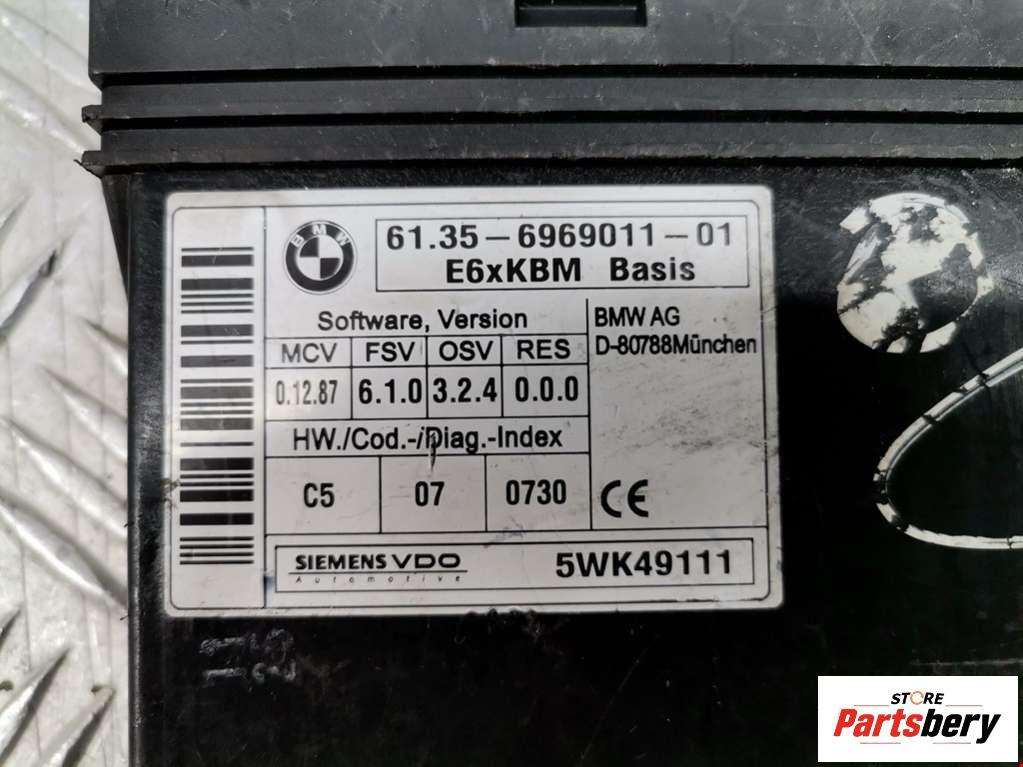 BMW
61.35-6969011-01
E6xKBM Basis
Software, Version
MCV FSV OSV RES
0.12.87 6.1.0 3.2.4 0.0.0
BMW AG
D-80788München
HW./Cod.-/Diag.-Index
C5 07 0730
CE
SIEMENS VDO
Automotive
5WK49111
STORE
Partsbery